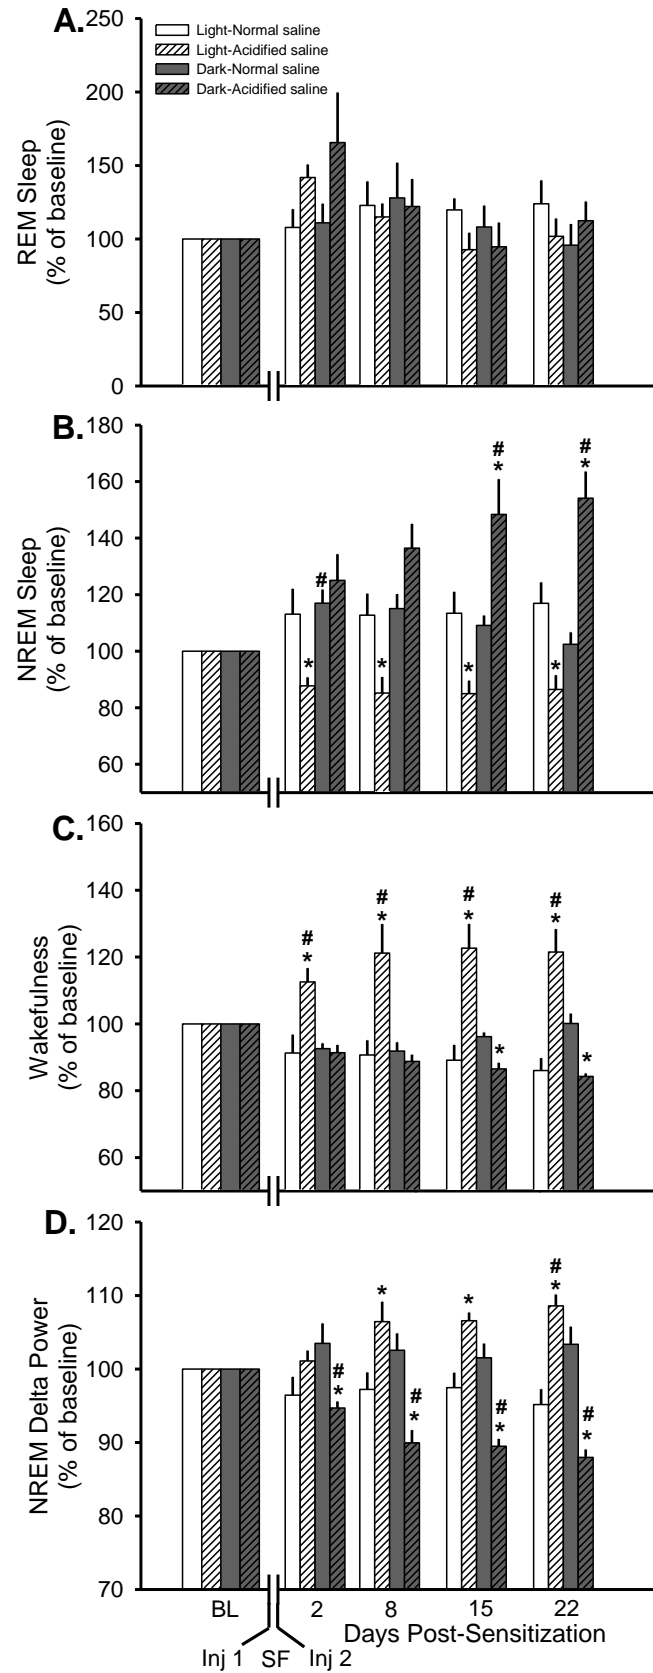 A.
250
200
150
100
50
0
REM Sleep
(% of baseline)
Light-Normal saline
Light-Acidified saline
Dark-Normal saline
Dark-Acidified saline
B.
180
160
140
120
100
80
60
NREM Sleep
(% of baseline)
#
*
#
*
#
*
*
*
*
C.
160
140
120
100
80
60
Wakefulness
(% of baseline)
#
*
#
*
#
*
#
*
*
*
D.
120
110
100
90
80
70
NREM Delta Power
(% of baseline)
#
*
*
*
#
*
#
*
#
*
#
*
BL 2 8 15 22
Days Post-Sensitization
Inj 1 SF Inj 2